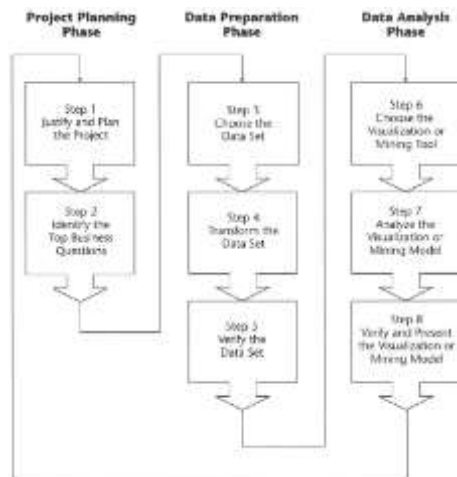 Project Planning
Phase
Step 1
Justify and Plan
the Project
Step 2
Identify the
Top Business
Questions
Data Preparation
Phase
Step 3
Choose the
Data Set
Step 4
Transform the
Data Set
Step 5
Verify the
Data Set
Data Analysis
Phase
Step 6
Choose the
Visualization or
Mining Tool
Step 7
Analyze the
Visualization or
Mining Model
Step 8
Verify and Present
the Visualization or
Mining Model